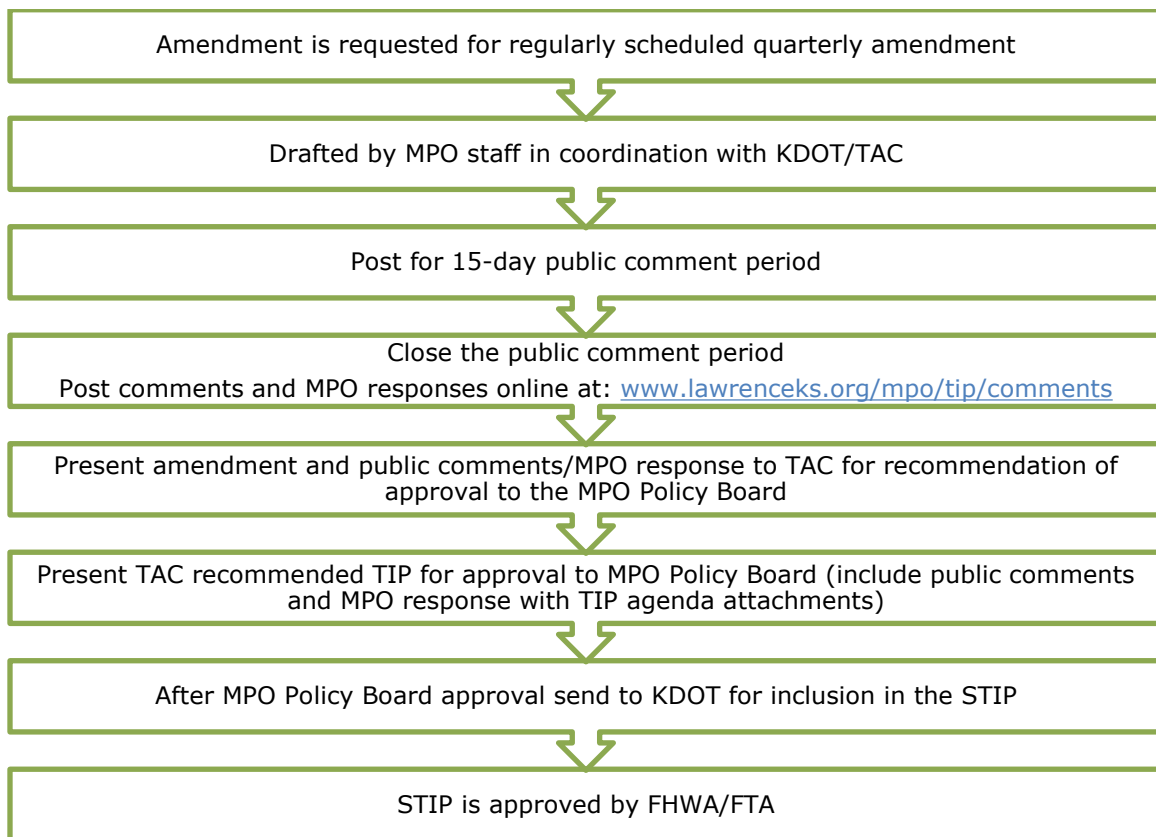 Amendment is requested for regularly scheduled quarterly amendment
Drafted by MPO staff in coordination with KDOT/TAC
Post for 15-day public comment period
Close the public comment period
Post comments and MPO responses online at: www.lawrenceks.org/mpo/tip/comments
Present amendment and public comments/MPO response to TAC for recommendation of
approval to the MPO Policy Board
Present TAC recommended TIP for approval to MPO Policy Board (include public comments
and MPO response with TIP agenda attachments)
After MPO Policy Board approval send to KDOT for inclusion in the STIP
STIP is approved by FHWA/FTA